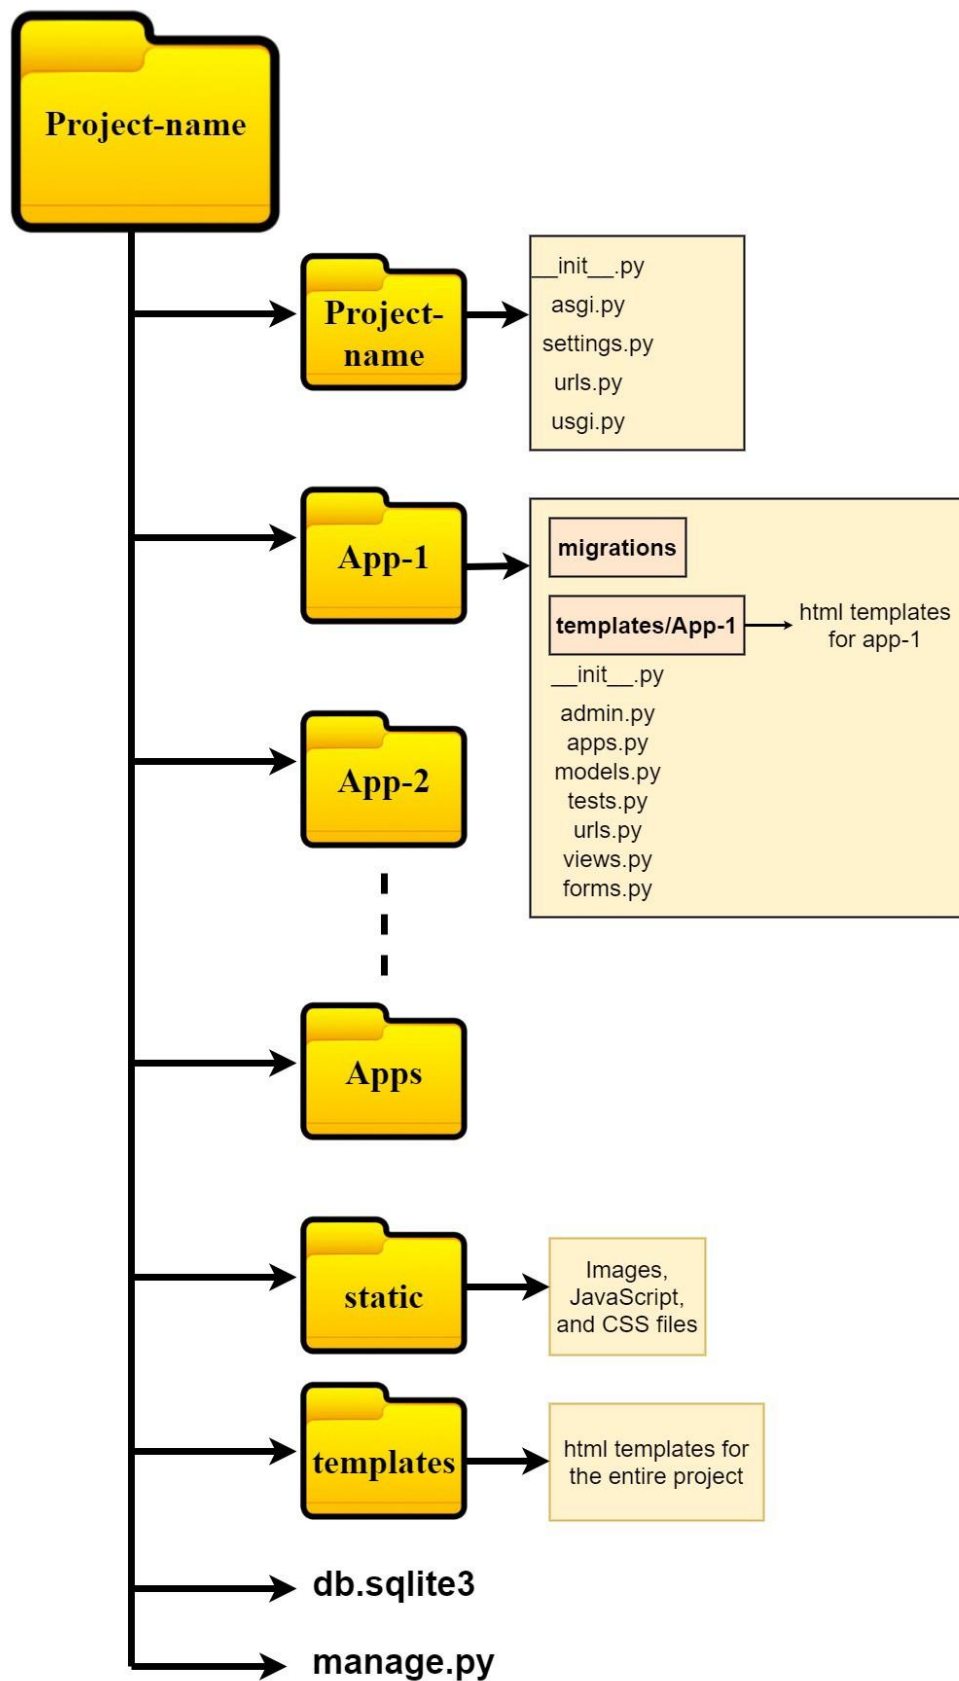 Project-name
Project-
name
__init__.py
asgi.py
settings.py
urls.py
usgi.py
App-1
migrations
templates/App-1
html templates
for app-1
__init__.py
admin.py
apps.py
models.py
tests.py
urls.py
views.py
forms.py
App-2
Apps
static
Images,
JavaScript,
and CSS files
templates
html templates for
the entire project
db.sqlite3
manage.py